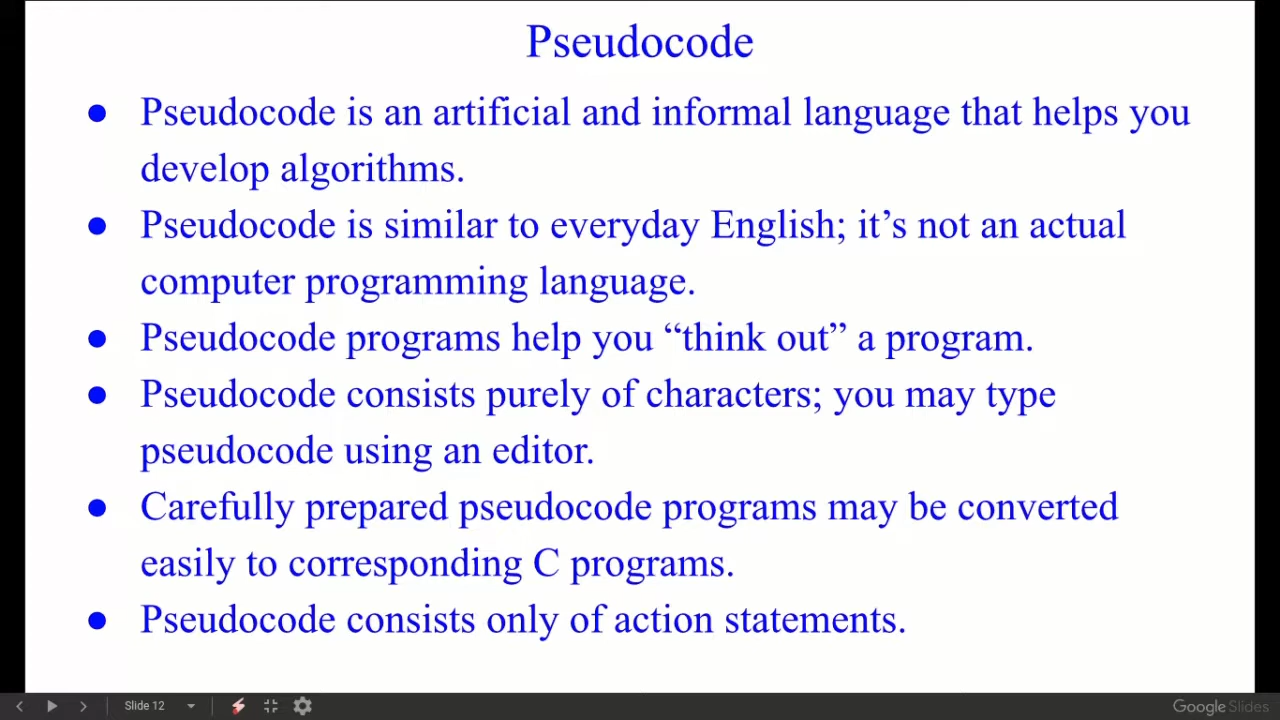 Pseudocode
● Pseudocode is an artificial and informal language that helps you
develop algorithms.
● Pseudocode is similar to everyday English; it’s not an actual
computer programming language.
● Pseudocode programs help you “think out” a program.
● Pseudocode consists purely of characters; you may type
pseudocode using an editor.
● Carefully prepared pseudocode programs may be converted
easily to corresponding C programs.
● Pseudocode consists only of action statements.
Slide 12
Google Slides